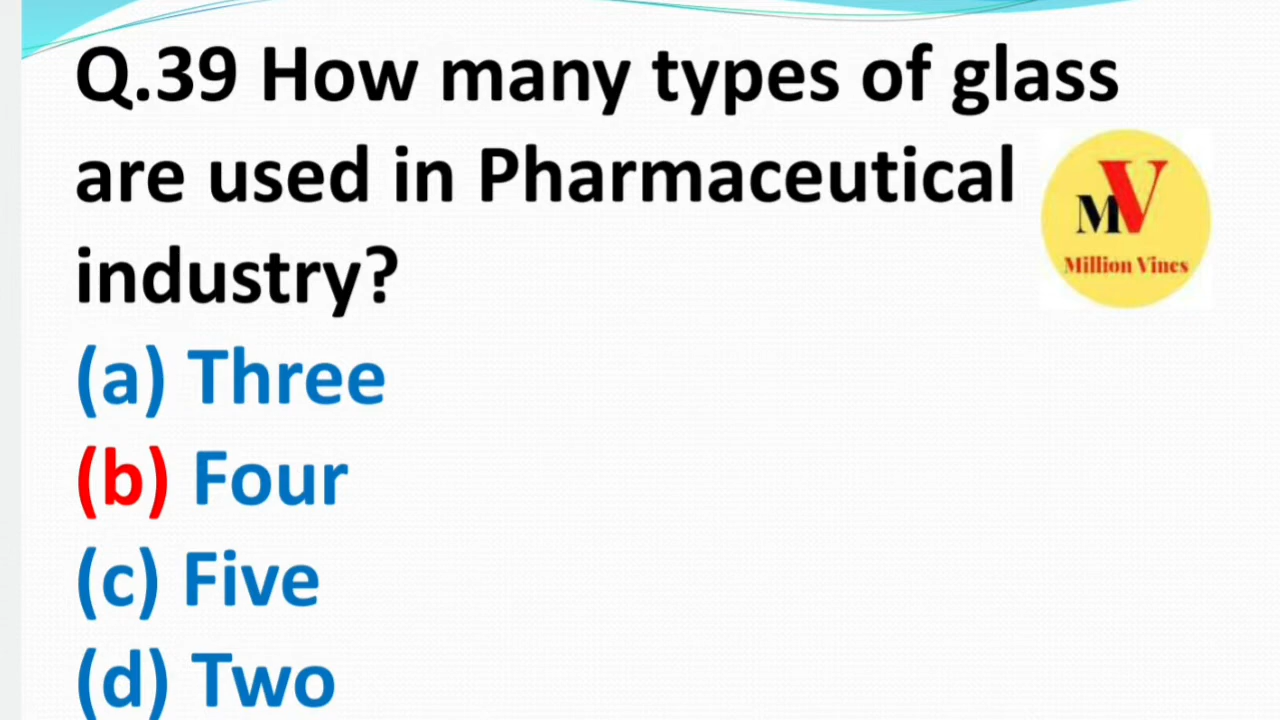 Q.39 How many types of glass
are used in Pharmaceutical
industry?
MV
Million Vines
(a) Three
(b) Four
(c) Five
(d) Two